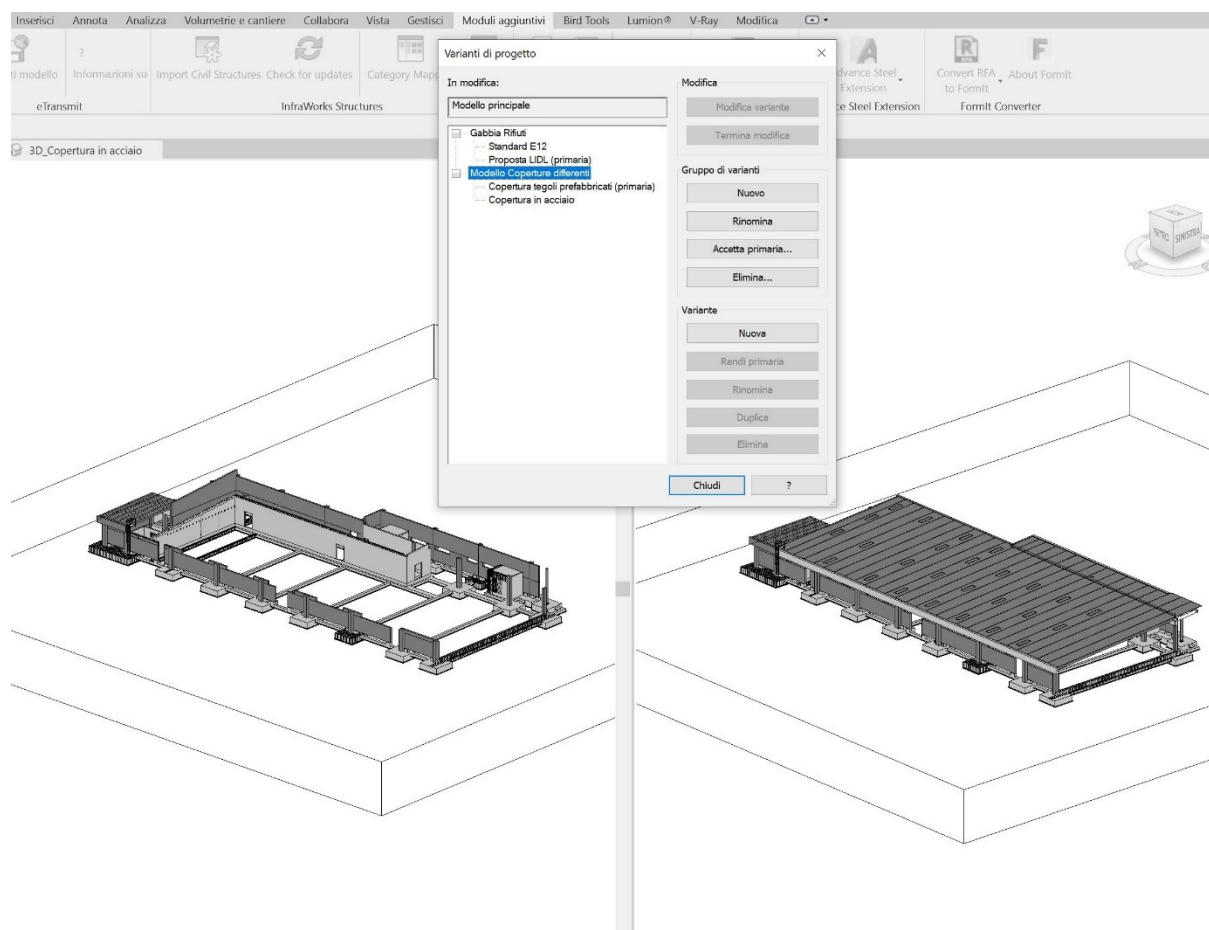 Inserisci Annota Analizza Volumetrie e cantiere Collabora Vista Gestisci Moduli aggiuntivi Bird Tools Lumion® V-Ray Modifica
modello ? Informazioni su Import Civil Structures Check for updates Category
Steel Extension Convert RFA to FormIt About FormIt
eTransmit InfraWorks Steel Extension FormIt Converter
3D_Copertura in acciaio
Varianti di progetto
In modifica:
Modello principale
Gabbia Rifiuti
Standard E12
Proposta LIDL (primaria)
Modello Coperture differenti
Copertura tegoli prefabbricati (primaria)
Copertura in acciaio
Modifica
Modifica variante
Termina modifica
Gruppo di varianti
Nuovo
Rinomina
Accetta primaria...
Elimina...
Variante
Nuova
Rendi primaria
Rinomina
Duplica
Elimina
Chiudi ?
RETRO SINISTRA